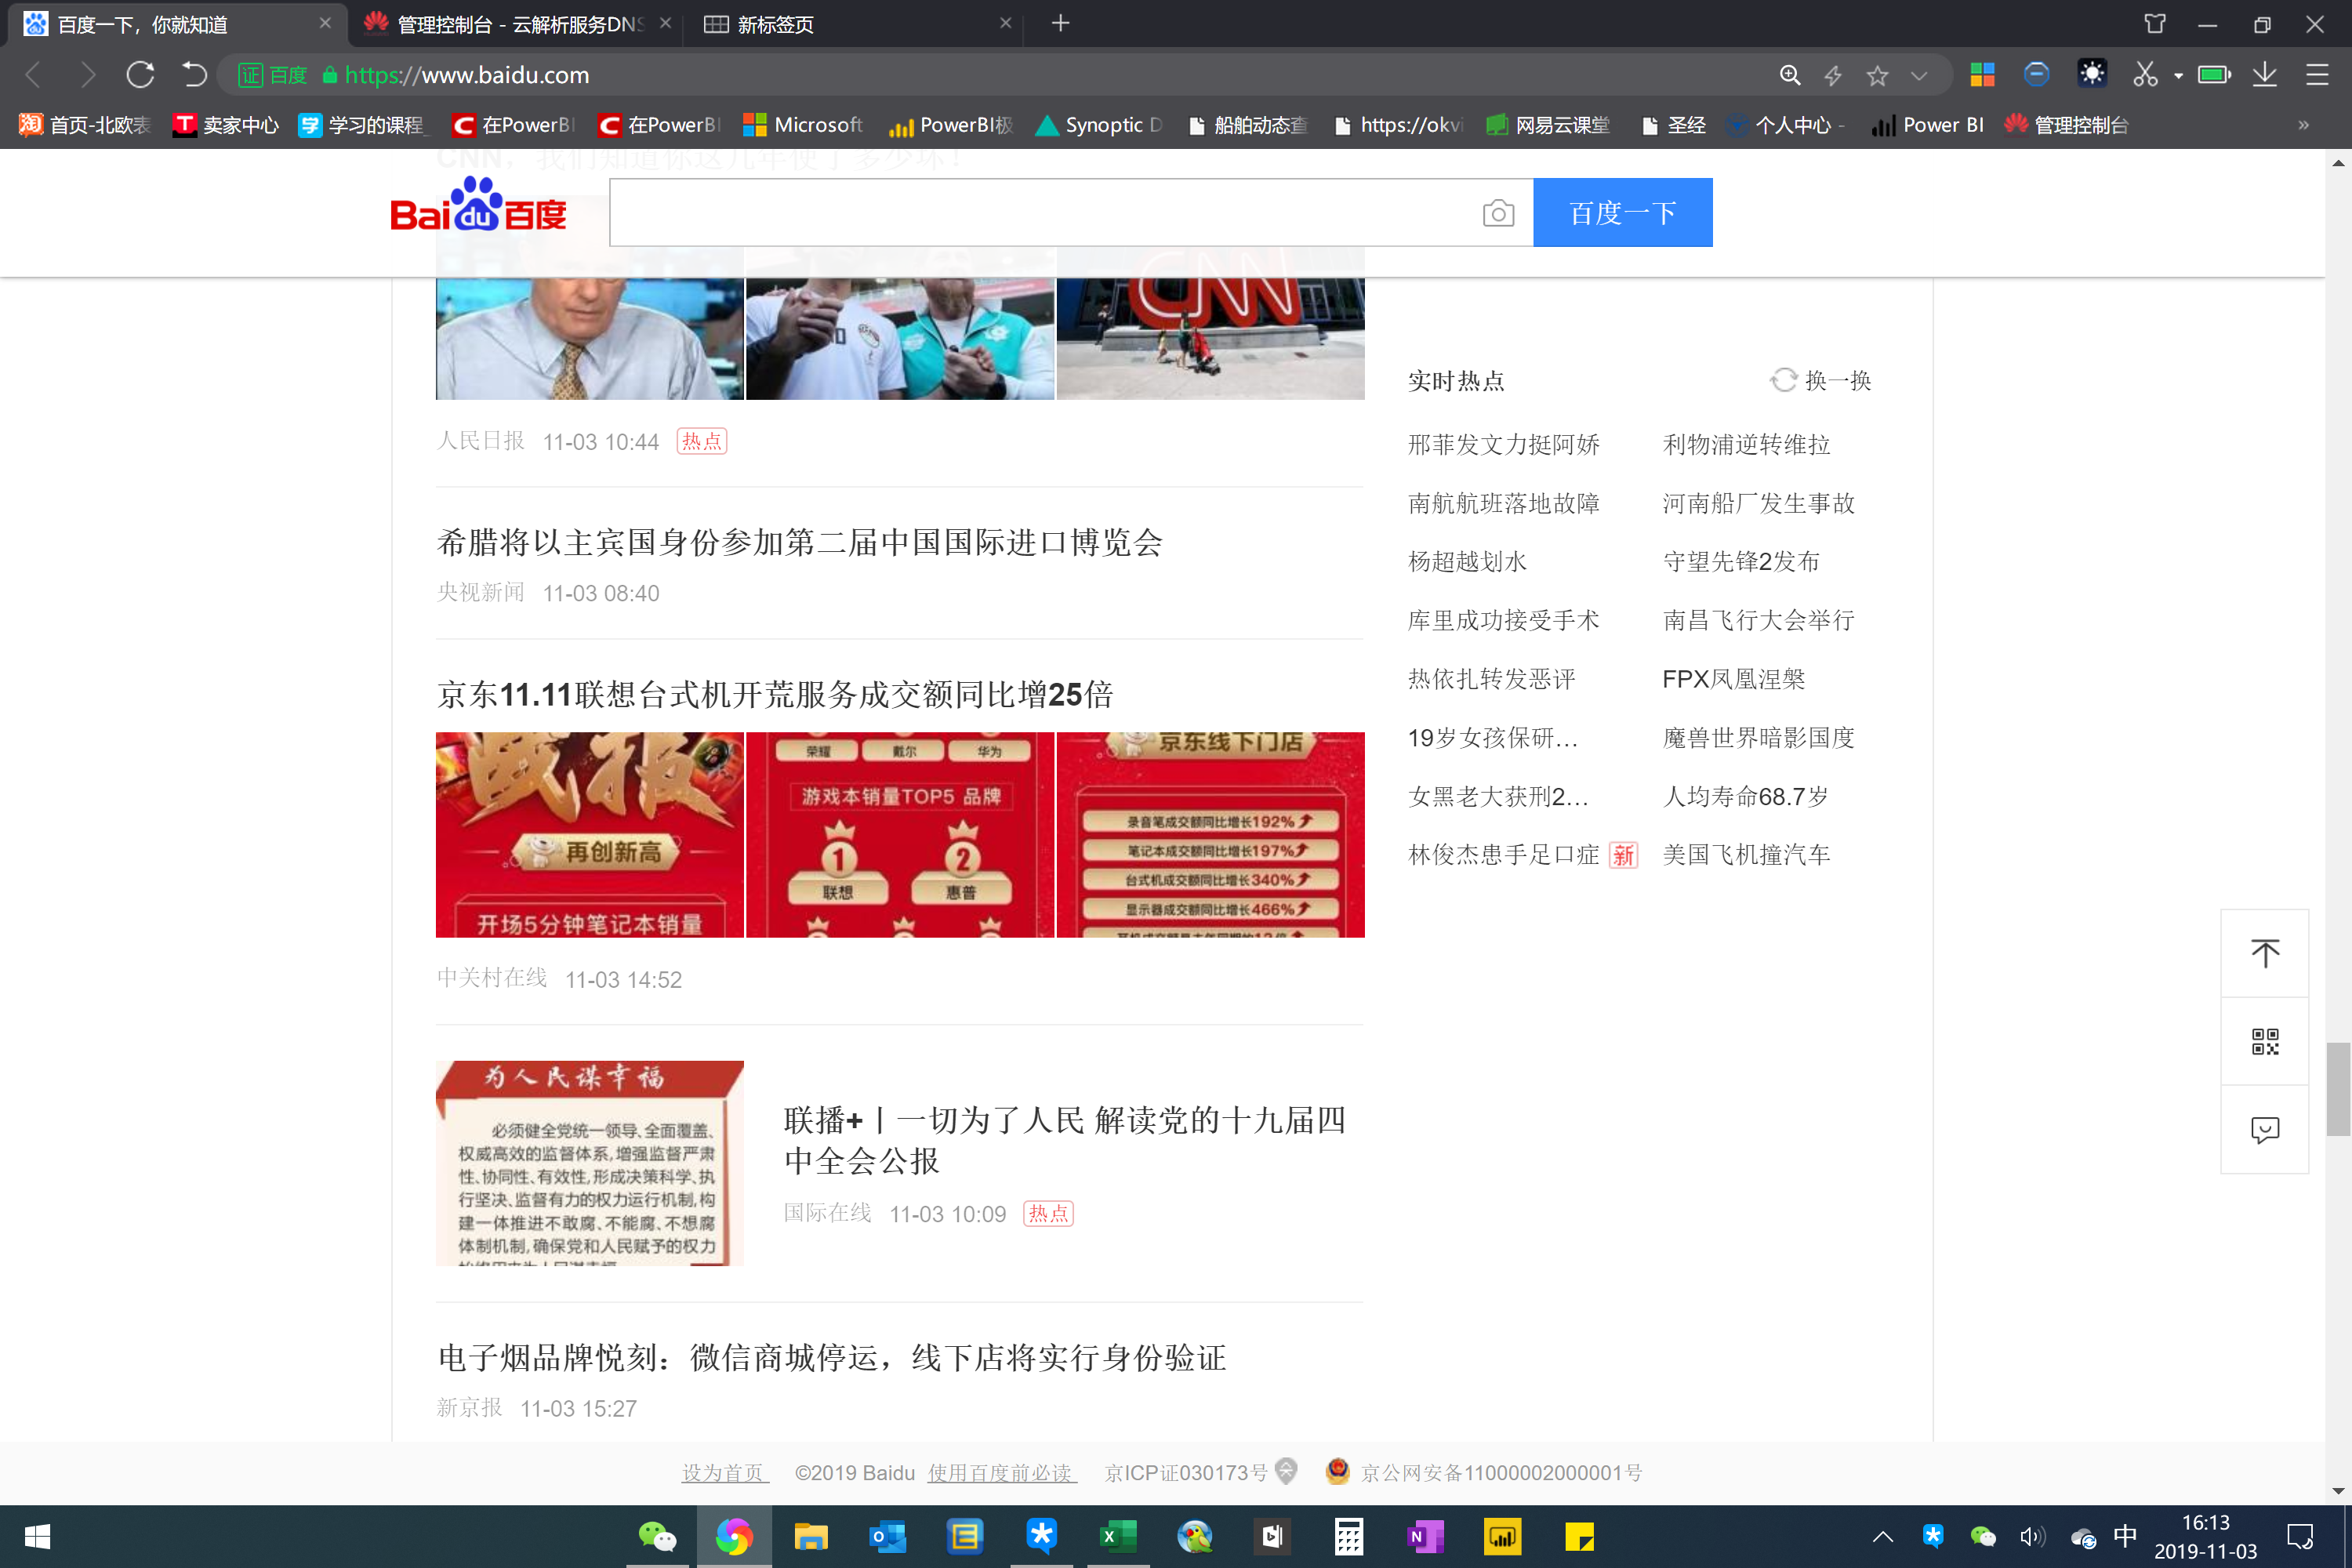 百度一下，你就知道
管理控制台 - 云解析服务DNS
新标签页
证 百度 https://www.baidu.com
首页-北欧表
卖家中心
学习的课程_
在PowerBI
在PowerBI
Microsoft
PowerBI极
Synoptic D
船舶动态查
https://okvi
网易云课堂
圣经
个人中心 -
Power BI
管理控制台
CNN，我们知道你这几年使了多少坏！
Bai du 百度
百度一下
CNN
人民日报 11-03 10:44 热点
希腊将以主宾国身份参加第二届中国国际进口博览会
央视新闻 11-03 08:40
京东11.11联想台式机开荒服务成交额同比增25倍
战报
再创新高
开场5分钟笔记本销量
荣耀 戴尔 华为
游戏本销量TOP5 品牌
1 2
联想 惠普
京东线下门店
录音笔成交额同比增长192%
笔记本成交额同比增长197%
台式机成交额同比增长340%
显示器成交额同比增长466%
中关村在线 11-03 14:52
为人民谋幸福
必须健全党统一领导、全面覆盖、
权威高效的监督体系,增强监督严肃
性、协同性、有效性,形成决策科学、执
行坚决、监督有力的权力运行机制,构
建一体推进不敢腐、不能腐、不想腐
体制机制,确保党和人民赋予的权力
联播+丨一切为了人民 解读党的十九届四
中全会公报
国际在线 11-03 10:09 热点
电子烟品牌悦刻：微信商城停运，线下店将实行身份验证
新京报 11-03 15:27
实时热点 换一换
邢菲发文力挺阿娇 利物浦逆转维拉
南航航班落地故障 河南船厂发生事故
杨超越划水 守望先锋2发布
库里成功接受手术 南昌飞行大会举行
热依扎转发恶评 FPX凤凰涅槃
19岁女孩保研... 魔兽世界暗影国度
女黑老大获刑2... 人均寿命68.7岁
林俊杰患手足口症 新 美国飞机撞汽车
设为首页 ©2019 Baidu 使用百度前必读 京ICP证030173号 京公网安备11000002000001号
中
16:13
2019-11-03